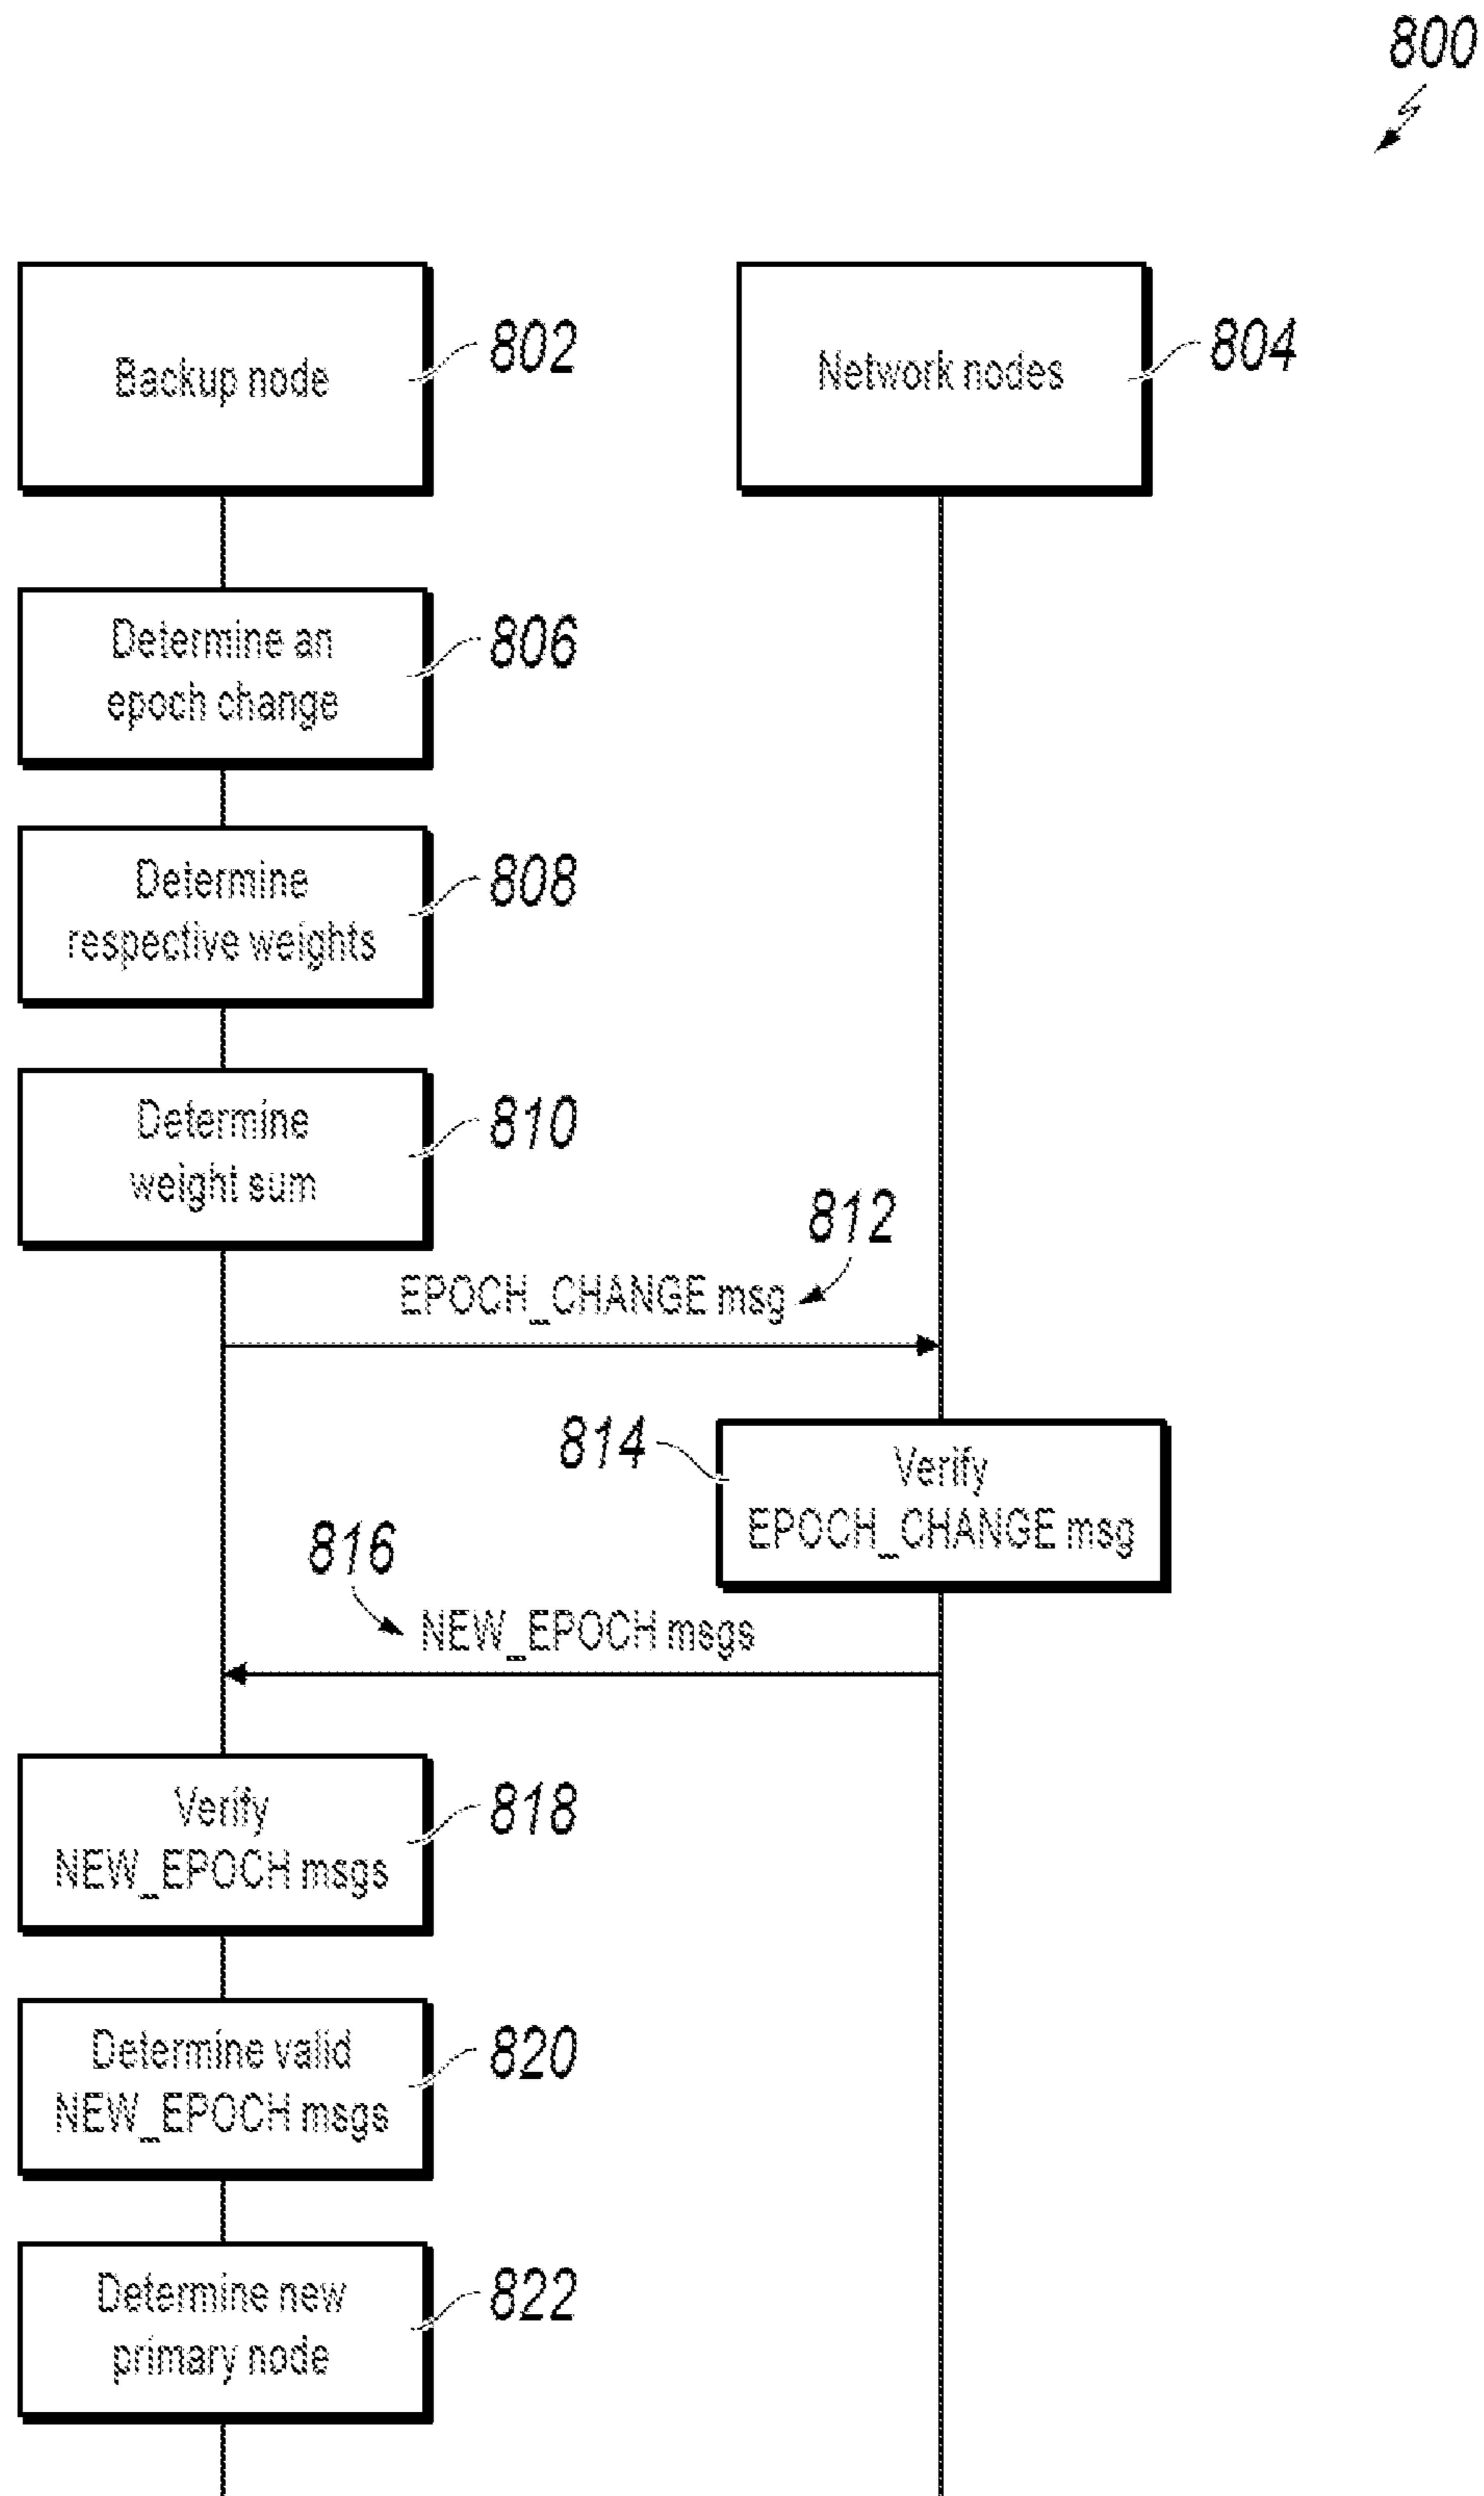 800
Backup node
802
Network nodes
804
Determine an
epoch change
806
Determine
respective weights
808
Determine
weight sum
810
812
EPOCH_CHANGE msg
814
Verify
EPOCH_CHANGE msg
816
NEW_EPOCH msgs
Verify
NEW_EPOCH msgs
818
Determine valid
NEW_EPOCH msgs
820
Determine new
primary node
822